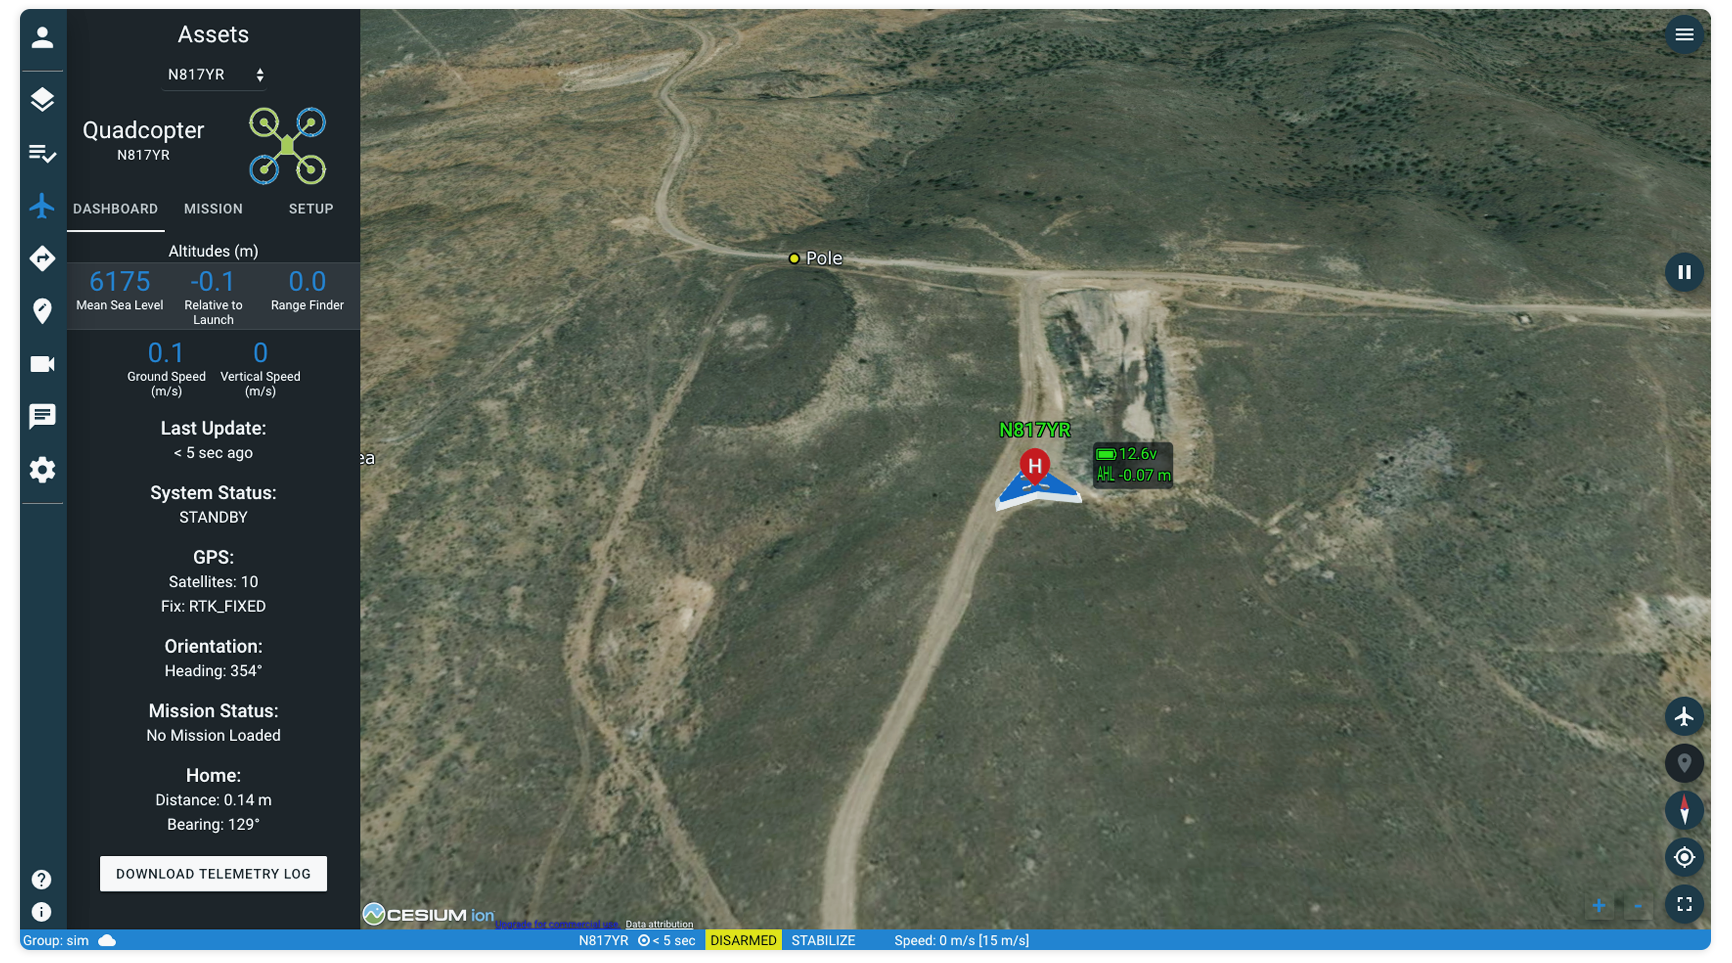 Assets
N817YR
Quadcopter
N817YR
DASHBOARD MISSION SETUP
Altitudes (m)
6175 -0.1 0.0
Mean Sea Level Relative to Launch Range Finder
0.1 0
Ground Speed (m/s) Vertical Speed (m/s)
Last Update:
< 5 sec ago
System Status:
STANDBY
GPS:
Satellites: 10
Fix: RTK_FIXED
Orientation:
Heading: 354°
Mission Status:
No Mission Loaded
Home:
Distance: 0.14 m
Bearing: 129°
DOWNLOAD TELEMETRY LOG
Pole
ea
N817YR
H
12.6v
AHL -0.07 m
CESIUM ion
Upgrade for commercial use. Data attribution
Group: sim
N817YR < 5 sec DISARMED STABILIZE Speed: 0 m/s [15 m/s]